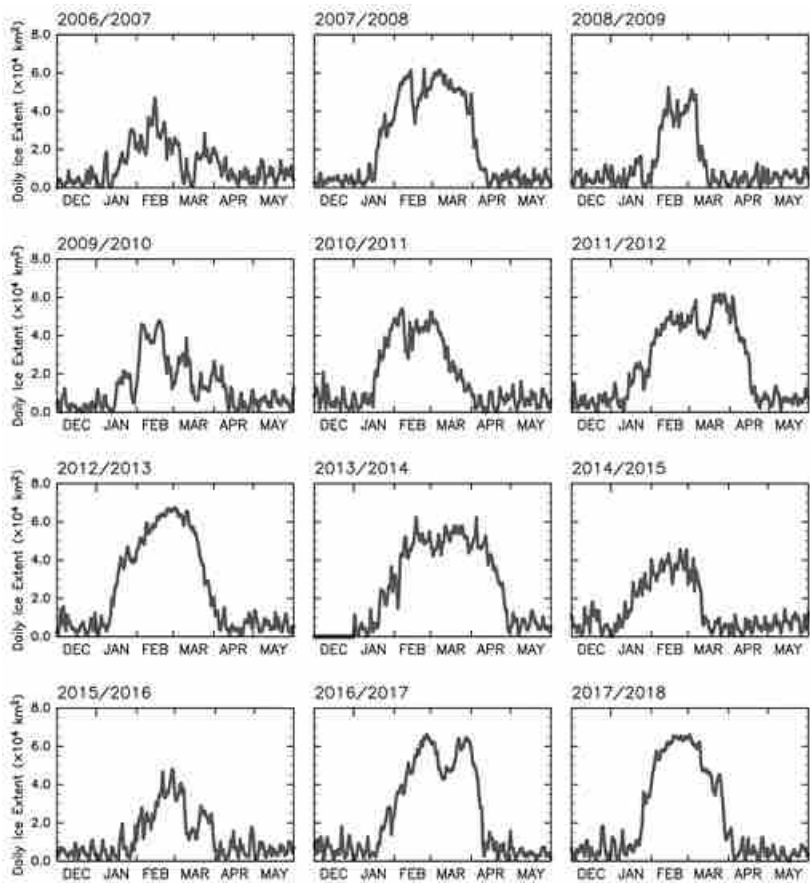 2006/2007 2007/2008 2008/2009
Daily Ice Extent (×10⁴ km²)
8.0
6.0
4.0
2.0
0.0
DEC JAN FEB MAR APR MAY DEC JAN FEB MAR APR MAY DEC JAN FEB MAR APR MAY
2009/2010 2010/2011 2011/2012
Daily Ice Extent (×10⁴ km²)
8.0
6.0
4.0
2.0
0.0
DEC JAN FEB MAR APR MAY DEC JAN FEB MAR APR MAY DEC JAN FEB MAR APR MAY
2012/2013 2013/2014 2014/2015
Daily Ice Extent (×10⁴ km²)
8.0
6.0
4.0
2.0
0.0
DEC JAN FEB MAR APR MAY DEC JAN FEB MAR APR MAY DEC JAN FEB MAR APR MAY
2015/2016 2016/2017 2017/2018
Daily Ice Extent (×10⁴ km²)
8.0
6.0
4.0
2.0
0.0
DEC JAN FEB MAR APR MAY DEC JAN FEB MAR APR MAY DEC JAN FEB MAR APR MAY